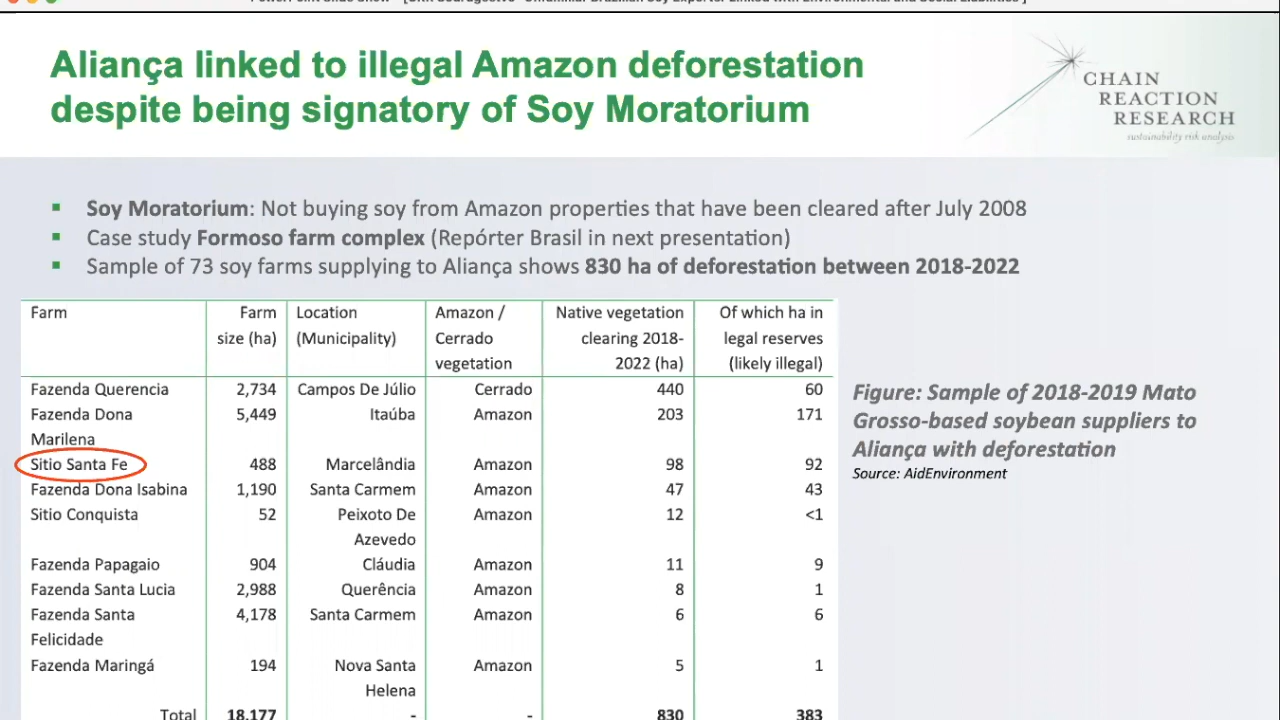 Aliança linked to illegal Amazon deforestation
despite being signatory of Soy Moratorium
CHAIN
REACTION
RESEARCH
sustainability risk analysis
Soy Moratorium: Not buying soy from Amazon properties that have been cleared after July 2008
Case study Formoso farm complex (Repórter Brasil in next presentation)
Sample of 73 soy farms supplying to Aliança shows 830 ha of deforestation between 2018-2022
Farm Farm Location Amazon / Native vegetation Of which ha in
size (ha) (Municipality) Cerrado clearing 2018- legal reserves
vegetation 2022 (ha) (likely illegal)
Fazenda Querencia 2,734 Campos De Júlio Cerrado 440 60
Fazenda Dona 5,449 Itaúba Amazon 203 171
Marilena
Sitio Santa Fe 488 Marcelândia Amazon 98 92
Fazenda Dona Isabina 1,190 Santa Carmem Amazon 47 43
Sitio Conquista 52 Peixoto De Amazon 12 <1
Azevedo
Fazenda Papagaio 904 Cláudia Amazon 11 9
Fazenda Santa Lucia 2,988 Querência Amazon 8 1
Fazenda Santa 4,178 Santa Carmem Amazon 6 6
Felicidade
Fazenda Maringá 194 Nova Santa Amazon 5 1
Helena
Total 18,177 - - 830 383
Figure: Sample of 2018-2019 Mato
Grosso-based soybean suppliers to
Aliança with deforestation
Source: AidEnvironment